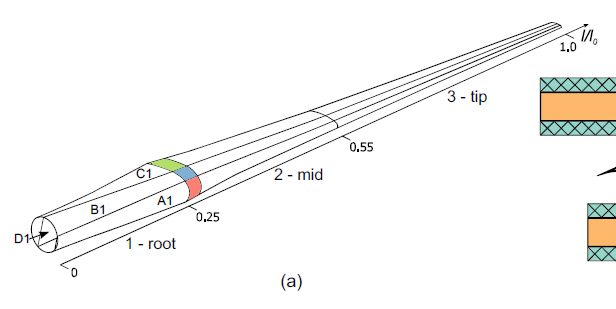 l/l₀
1.0
3 - tip
0.55
2 - mid
C1
A1
B1
0.25
D1
1 - root
0
(a)